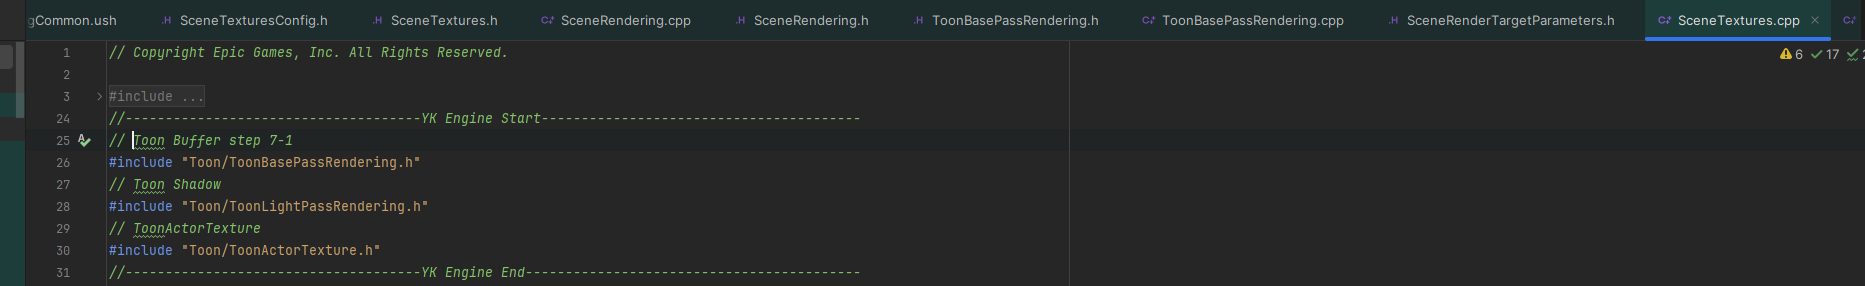 gCommon.ush SceneTexturesConfig.h SceneTextures.h SceneRendering.cpp SceneRendering.h ToonBasePassRendering.h ToonBasePassRendering.cpp SceneRenderTargetParameters.h SceneTextures.cpp
6 17 2
1 // Copyright Epic Games, Inc. All Rights Reserved.
2
3 #include ...
24 //-------------------------------------YK Engine Start----------------------------------------
25 // Toon Buffer step 7-1
26 #include "Toon/ToonBasePassRendering.h"
27 // Toon Shadow
28 #include "Toon/ToonLightPassRendering.h"
29 // ToonActorTexture
30 #include "Toon/ToonActorTexture.h"
31 //-------------------------------------YK Engine End------------------------------------------